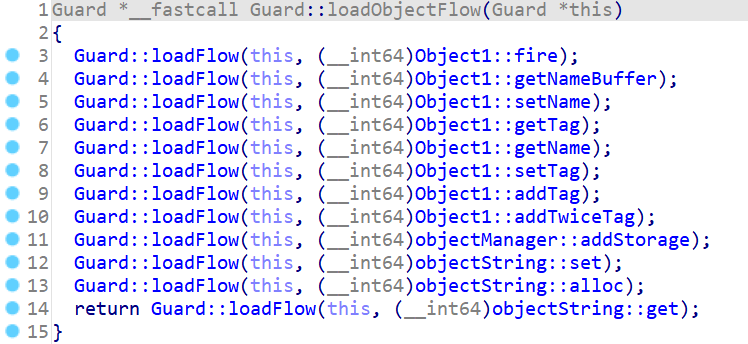 1 Guard *__fastcall Guard::loadObjectFlow(Guard *this)
2 {
3   Guard::loadFlow(this, (__int64)Object1::fire);
4   Guard::loadFlow(this, (__int64)Object1::getNameBuffer);
5   Guard::loadFlow(this, (__int64)Object1::setName);
6   Guard::loadFlow(this, (__int64)Object1::getTag);
7   Guard::loadFlow(this, (__int64)Object1::getName);
8   Guard::loadFlow(this, (__int64)Object1::setTag);
9   Guard::loadFlow(this, (__int64)Object1::addTag);
10   Guard::loadFlow(this, (__int64)Object1::addTwiceTag);
11   Guard::loadFlow(this, (__int64)objectManager::addStorage);
12   Guard::loadFlow(this, (__int64)objectString::set);
13   Guard::loadFlow(this, (__int64)objectString::alloc);
14   return Guard::loadFlow(this, (__int64)objectString::get);
15 }